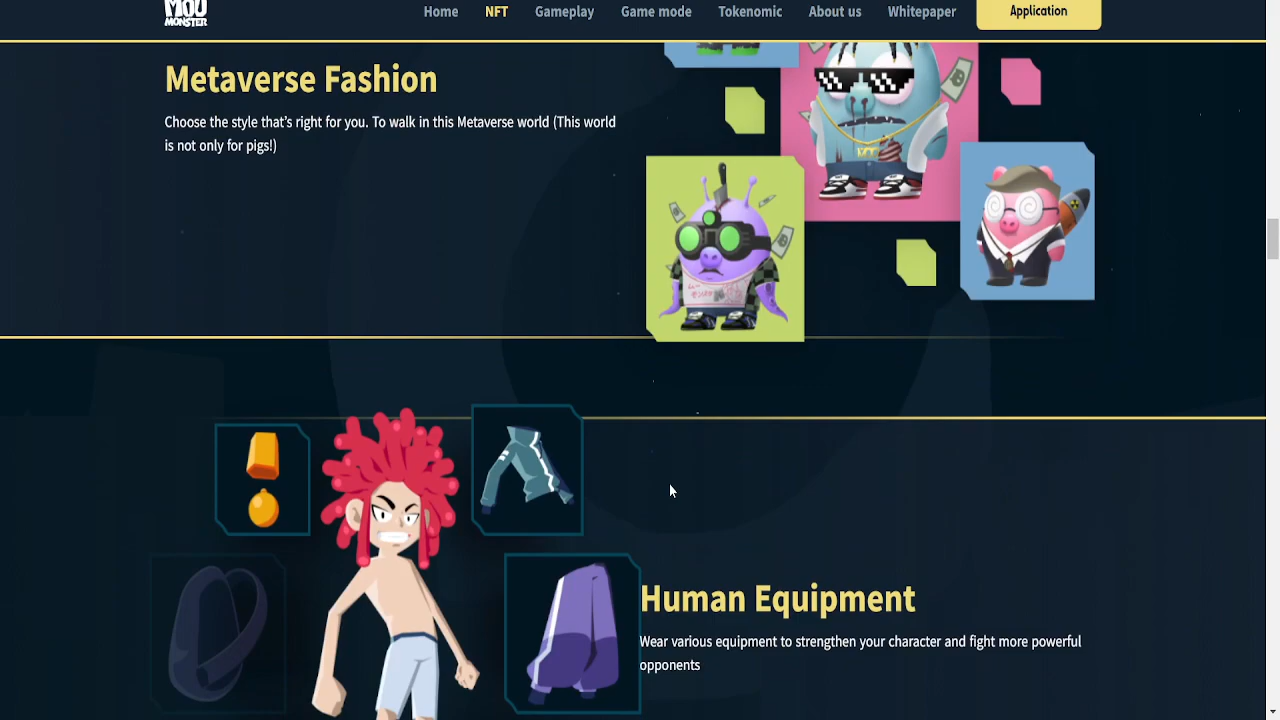 MOU
MONSTER
Home NFT Gameplay Game mode Tokenomic About us Whitepaper Application
Metaverse Fashion
Choose the style that’s right for you. To walk in this Metaverse world (This world
is not only for pigs!)
Human Equipment
Wear various equipment to strengthen your character and fight more powerful
opponents